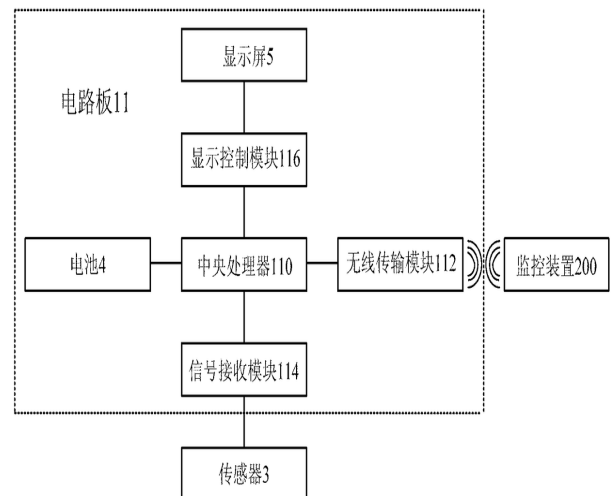 显示屏5
电路板11
显示控制模块116
电池4
中央处理器110
无线传输模块112
监控装置200
信号接收模块114
传感器3